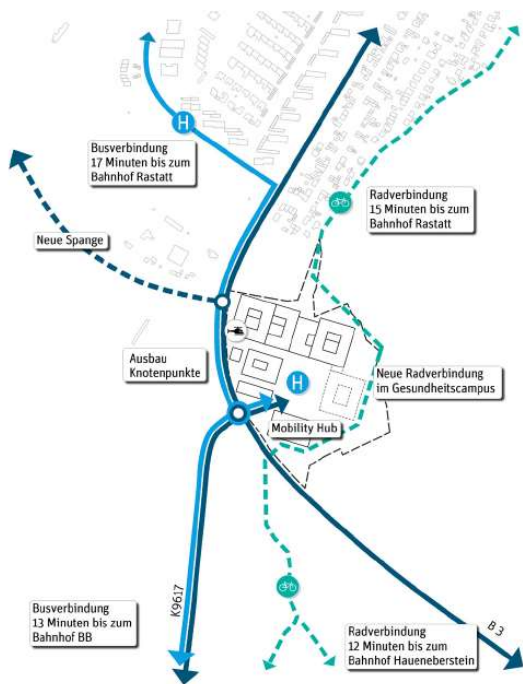 H
Busverbindung
17 Minuten bis zum
Bahnhof Rastatt
Radverbindung
15 Minuten bis zum
Bahnhof Rastatt
Neue Spange
Ausbau
Knotenpunkte
H
Neue Radverbindung
im Gesundheitscampus
Mobility Hub
K9617
B 3
Busverbindung
13 Minuten bis zum
Bahnhof BB
Radverbindung
12 Minuten bis zum
Bahnhof Haueneberstein